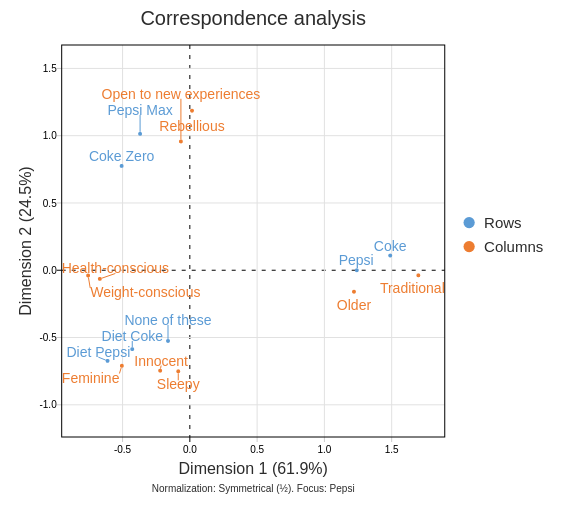 Correspondence analysis
1.5
Open to new experiences
Pepsi Max
Rebellious
1.0
Coke Zero
0.5
Coke
Pepsi
Rows
Columns
Health-conscious
0.0
Traditional
Weight-conscious
Older
None of these
Diet Coke
-0.5
Diet Pepsi
Innocent
Feminine
Sleepy
-1.0
Dimension 2 (24.5%)
-0.5 0.0 0.5 1.0 1.5
Dimension 1 (61.9%)
Normalization: Symmetrical (½). Focus: Pepsi